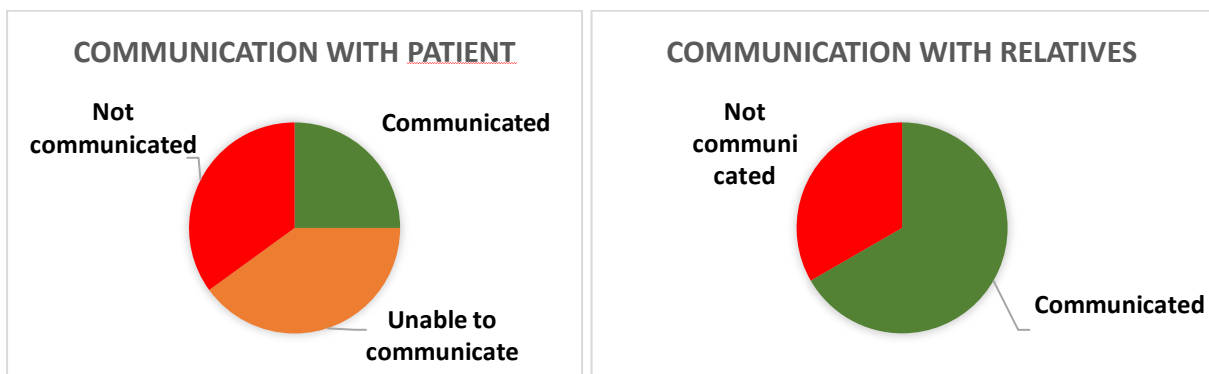 COMMUNICATION WITH PATIENT
Not
communicated
Communicated
Unable to
communicate
COMMUNICATION WITH RELATIVES
Not
communi
cated
Communicated